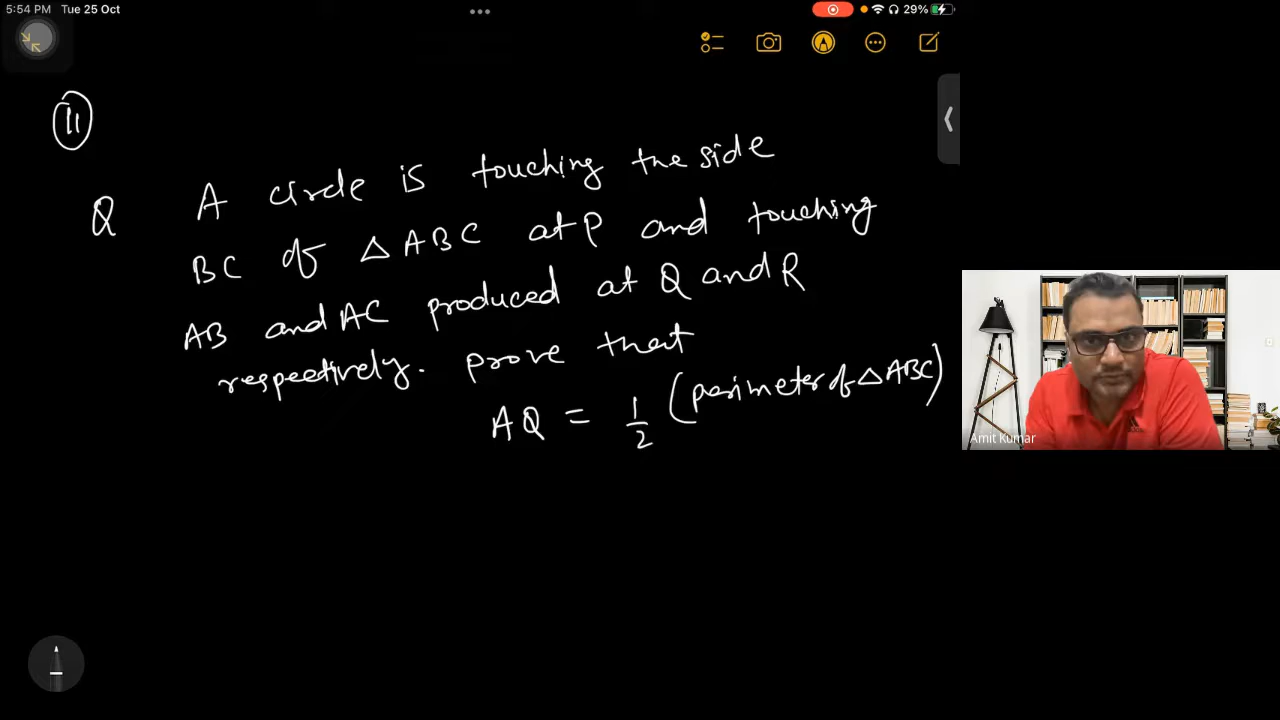 5:54 PM Tue 25 Oct
29%
11
Q A circle is touching the side
BC of △ABC at P and touching
AB and AC produced at Q and R
respectively. prove that
AQ = 1/2 (perimeter of △ABC)
Amit Kumar